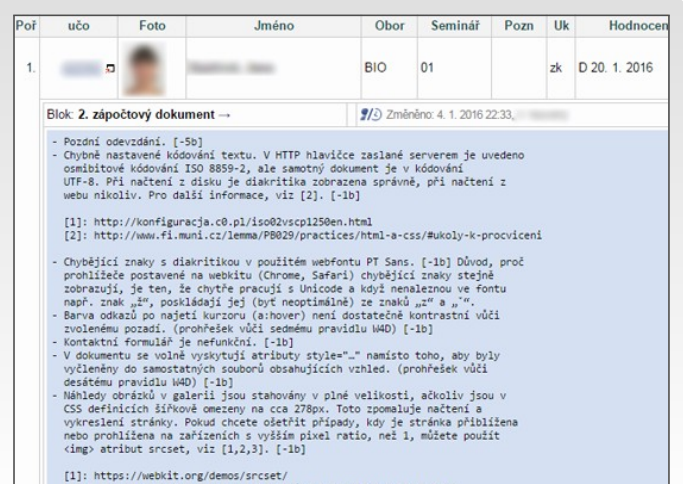 Poř učo Foto Jméno Obor Seminář Pozn Uk Hodnocen
1. BIO 01 zk D 20. 1. 2016
Blok: 2. zápočtový dokument → Změněno: 4. 1. 2016 22:33,
- Pozdní odevzdání. [-5b]
- Chybně nastavené kódování textu. V HTTP hlavičce zaslané serverem je uvedeno
osmibitové kódování ISO 8859-2, ale samotný dokument je v kódování
UTF-8. Při načtení z disku je diakritika zobrazena správně, při načtení z
webu nikoliv. Pro další informace, viz [2]. [-1b]
[1]: http://konfiguracja.c0.pl/iso02vscp1250en.html
[2]: http://www.fi.muni.cz/lemma/PB029/practices/html-a-css/#ukoly-k-procviceni
- Chybějící znaky s diakritikou v použitém webfontu PT Sans. [-1b] Důvod, proč
prohlížeče postavené na webkitu (Chrome, Safari) chybějící znaky stejně
zobrazují, je ten, že chytře pracují s Unicode a když nenaleznou ve fontu
např. znak „ž“, poskládají jej (byť neoptimálně) ze znaků „z“ a „ˇ“.
- Barva odkazů po najetí kurzoru (a:hover) není dostatečně kontrastní vůči
zvolenému pozadí. (prohřešek vůči sedmému pravidlu W4D) [-1b]
- Kontaktní formulář je nefunkční. [-1b]
- V dokumentu se volně vyskytují atributy style="…" namísto toho, aby byly
vyčleněny do samostatných souborů obsahujících vzhled. (prohřešek vůči
desátému pravidlu W4D) [-1b]
- Náhledy obrázků v galerii jsou stahovány v plné velikosti, ačkoliv jsou v
CSS definicích šířkově omezeny na cca 278px. Toto zpomaluje načtení a
vykreslení stránky. Pokud chcete ošetřit případy, kdy je stránka přiblížena
nebo prohlížena na zařízeních s vyšším pixel ratio, než 1, můžete použít
<img> atribut srcset, viz [1,2,3]. [-1b]
[1]: https://webkit.org/demos/srcset/